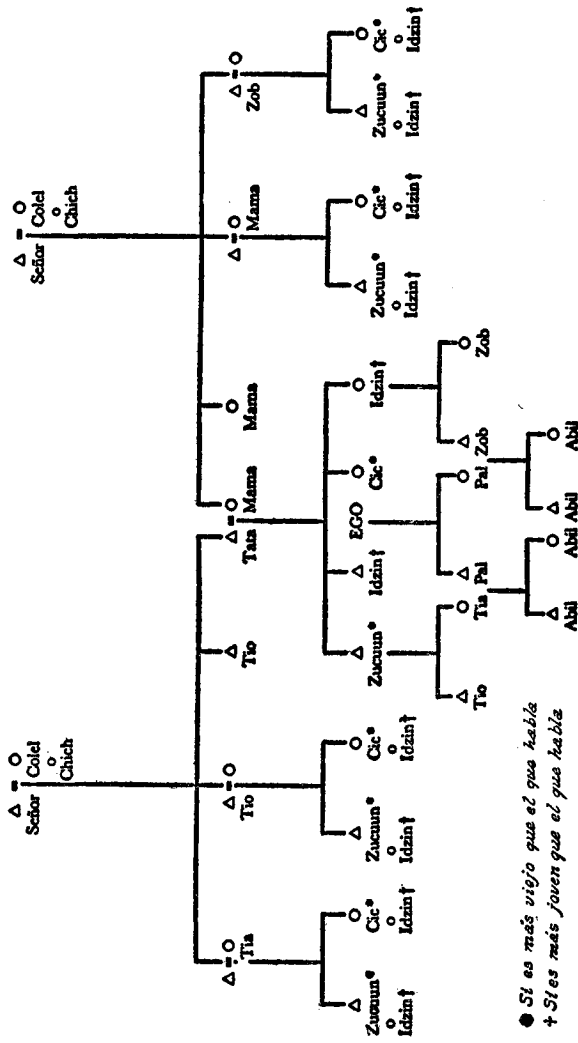 Señor Colel Señor Colel
o Chich o Chich
Tia Tio Tio Tata Mama Mama Mama Zob
Zucuun* Cic* Zucuun* Cic* Zucuun* Idzin† EGO Cic* Idzin† Zucuun* Cic* Zucuun* Cic*
o o o o o o o o
Idzin† Idzin† Idzin† Idzin† Idzin† Idzin† Idzin† Idzin†
Tio Tia Pal Pal Zob Zob
Abil Abil Abil Abil
● Si es más viejo que el que habla
+ Si es más joven que el que habla